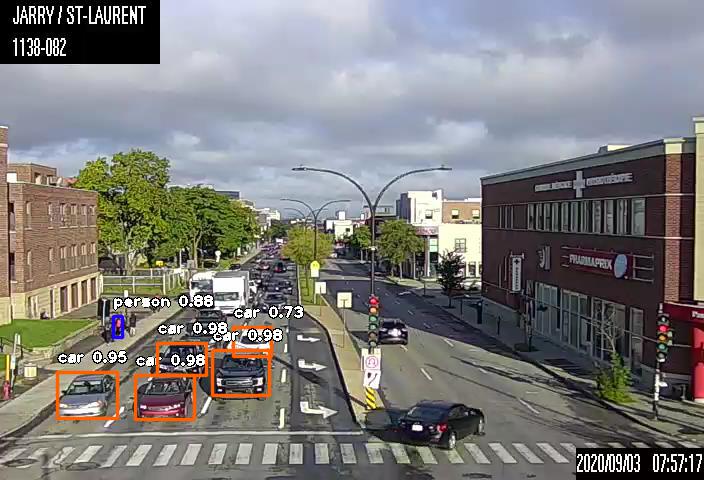 JARRY / ST-LAURENT
1138-082
PHARMAPRIX
person 0.88
car 0.73
car 0.98
car 0.98
car 0.95
car 0.98
2020/09/03 07:57:17